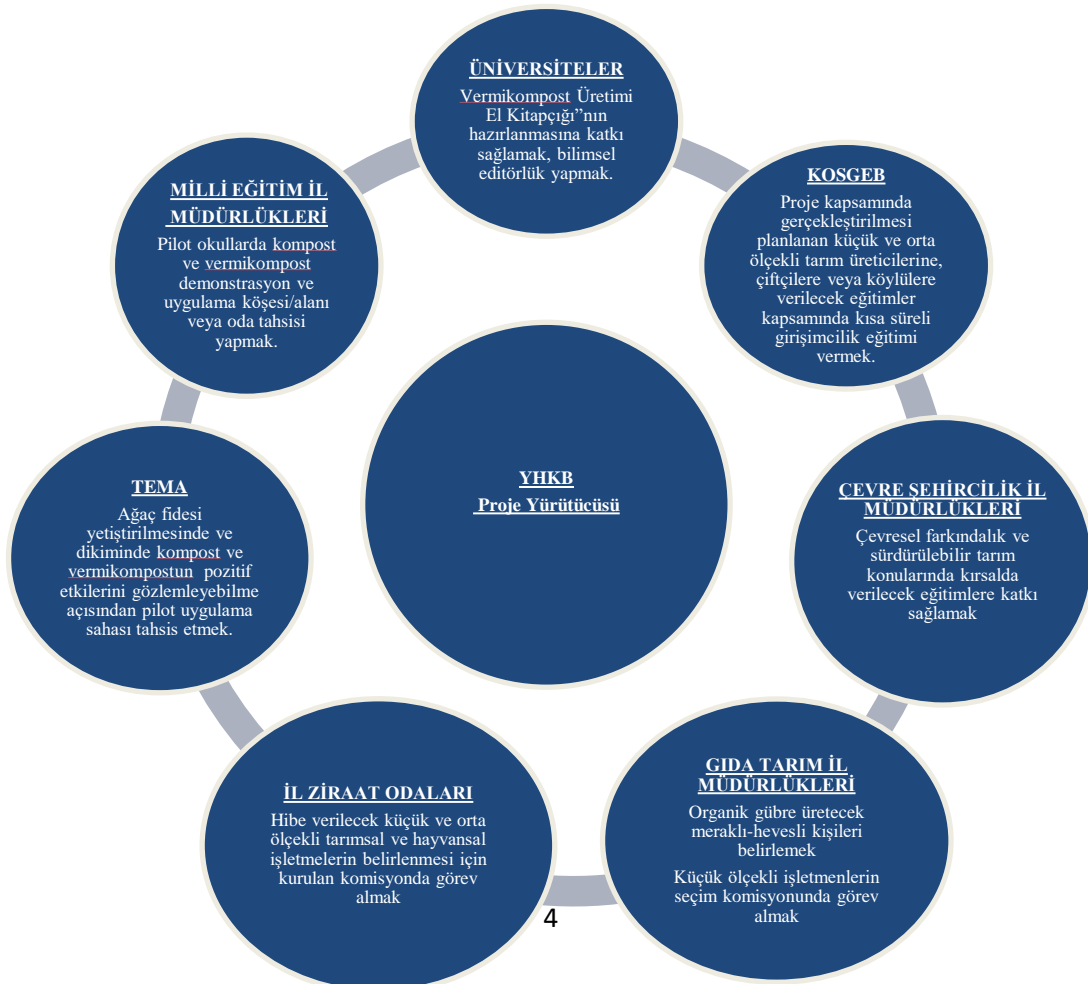 ÜNİVERSİTELER
Vermikompost Üretimi
El Kitapçığı”nın
hazırlanmasına katkı
sağlamak, bilimsel
editörlük yapmak.
KOSGEB
Proje kapsamında
gerçekleştirilmesi
planlanan küçük ve orta
ölçekli tarım üreticilerine,
çiftçilere veya köylülere
verilecek eğitimler
kapsamında kısa süreli
girişimcilik eğitimi
vermek.
ÇEVRE ŞEHİRCİLİK İL
MÜDÜRLÜKLERİ
Çevresel farkındalık ve
sürdürülebilir tarım
konularında kırsalda
verilecek eğitimlere katkı
sağlamak
GIDA TARIM İL
MÜDÜRLÜKLERİ
Organik gübre üretecek
meraklı-hevesli kişileri
belirlemek
Küçük ölçekli işletmenlerin
seçim komisyonunda görev
almak
İL ZİRAAT ODALARI
Hibe verilecek küçük ve orta
ölçekli tarımsal ve hayvansal
işletmelerin belirlenmesi için
kurulan komisyonda görev
almak
TEMA
Ağaç fidesi
yetiştirilmesinde ve
dikiminde kompost ve
vermikompostun pozitif
etkilerini gözlemleyebilme
açısından pilot uygulama
sahası tahsis etmek.
MİLLİ EĞİTİM İL
MÜDÜRLÜKLERİ
Pilot okullarda kompost
ve vermikompost
demonstrasyon ve
uygulama köşesi/alanı
veya oda tahsisi
yapmak.
YHKB
Proje Yürütücüsü
4